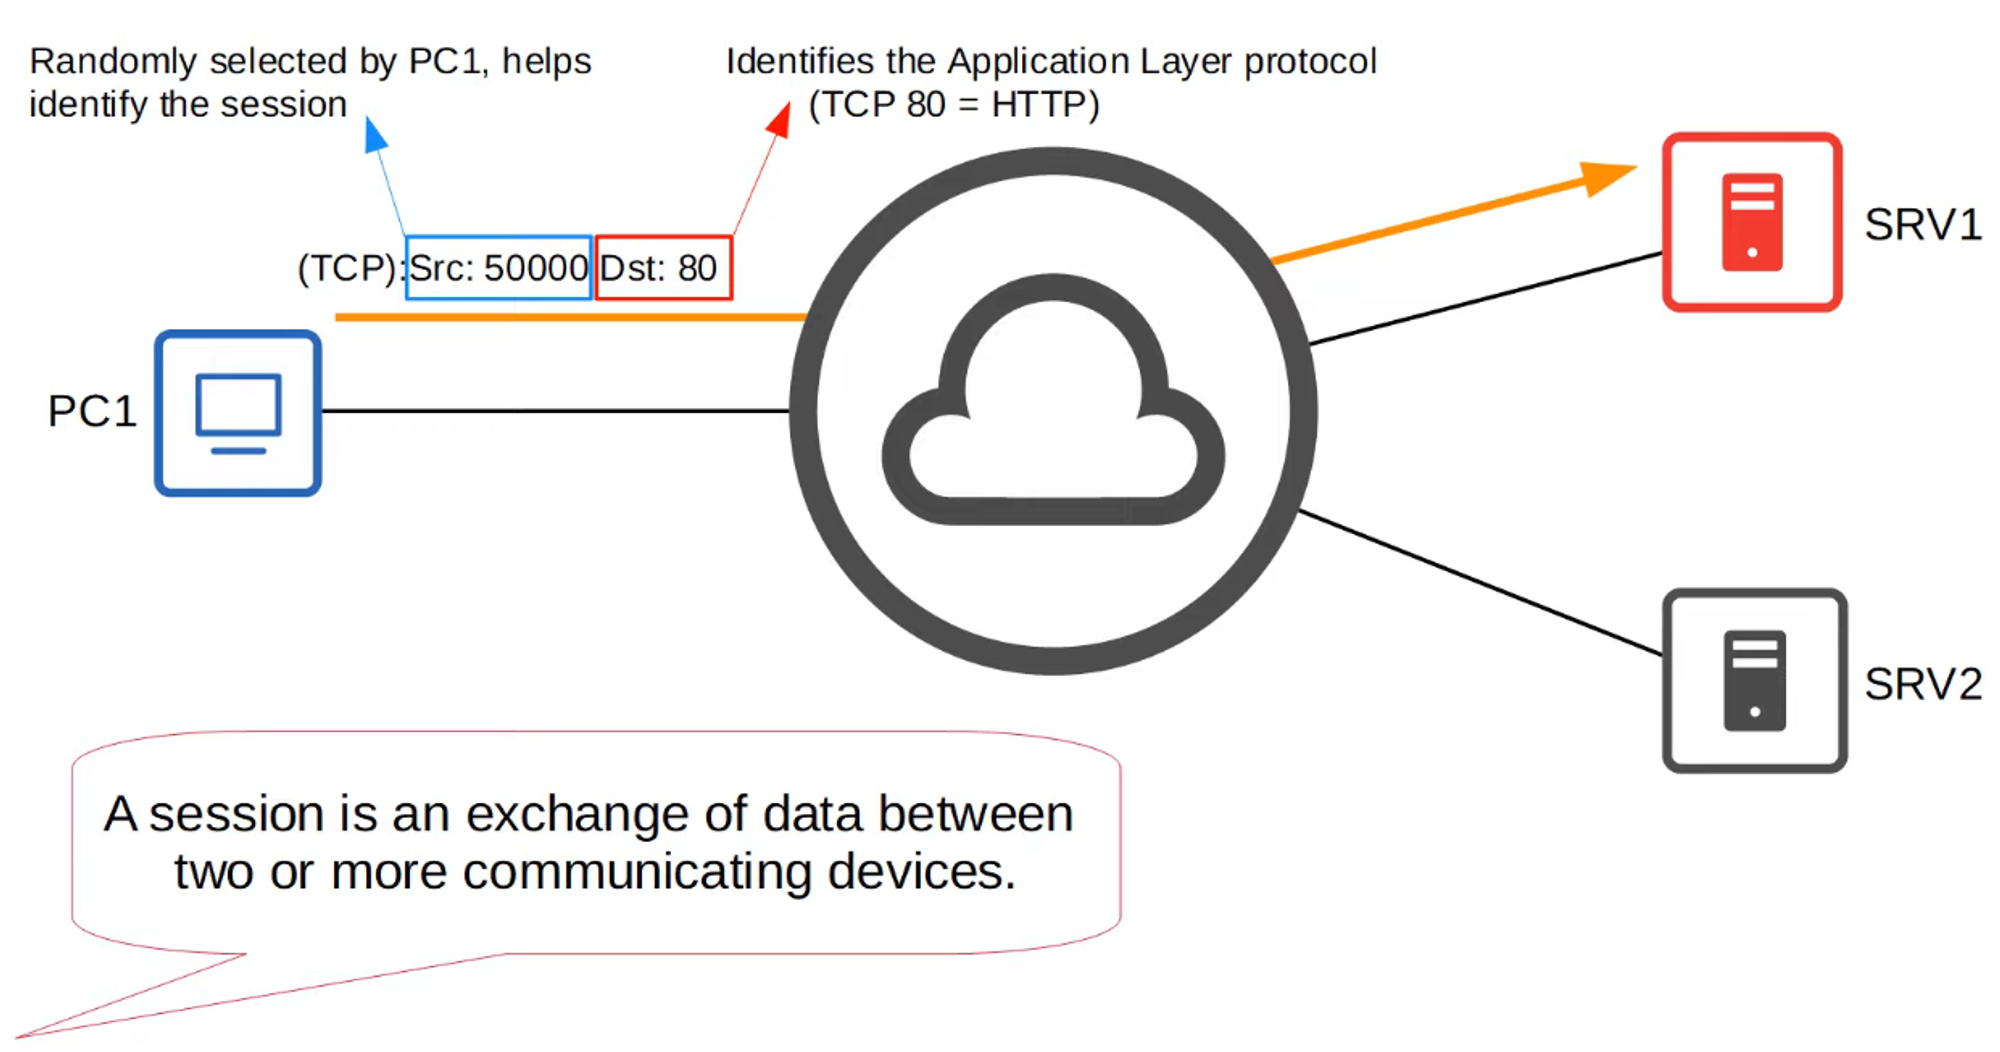 Randomly selected by PC1, helps
identify the session
Identifies the Application Layer protocol
(TCP 80 = HTTP)
(TCP):Src: 50000 Dst: 80
SRV1
PC1
SRV2
A session is an exchange of data between
two or more communicating devices.